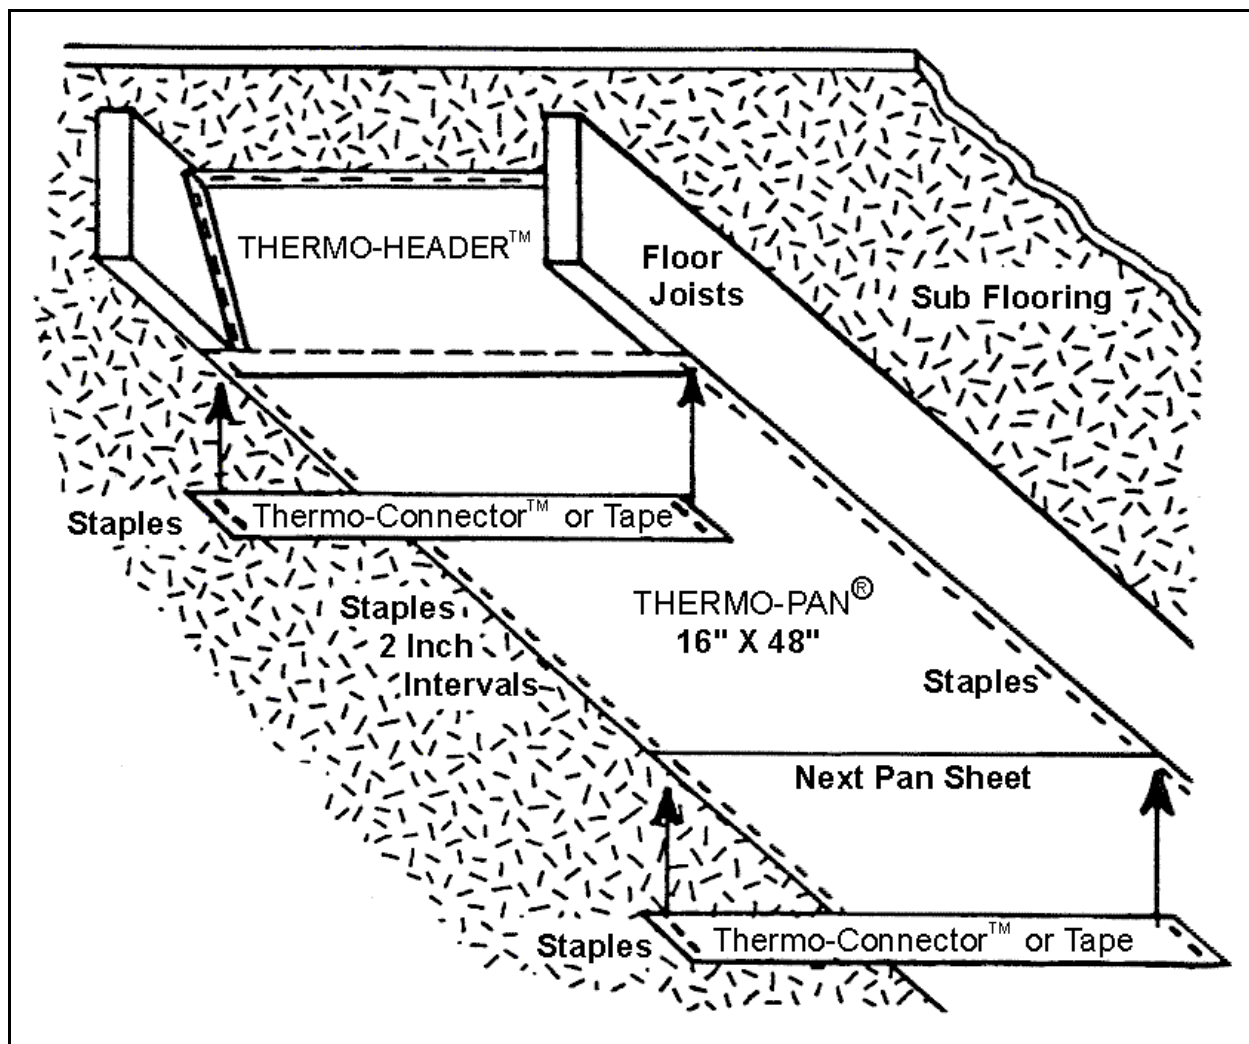 THERMO-HEADER™
Floor
Joists
Sub Flooring
Staples
Thermo-Connector™ or Tape
Staples
2 Inch
Intervals
THERMO-PAN®
16" X 48"
Staples
Next Pan Sheet
Staples
Thermo-Connector™ or Tape